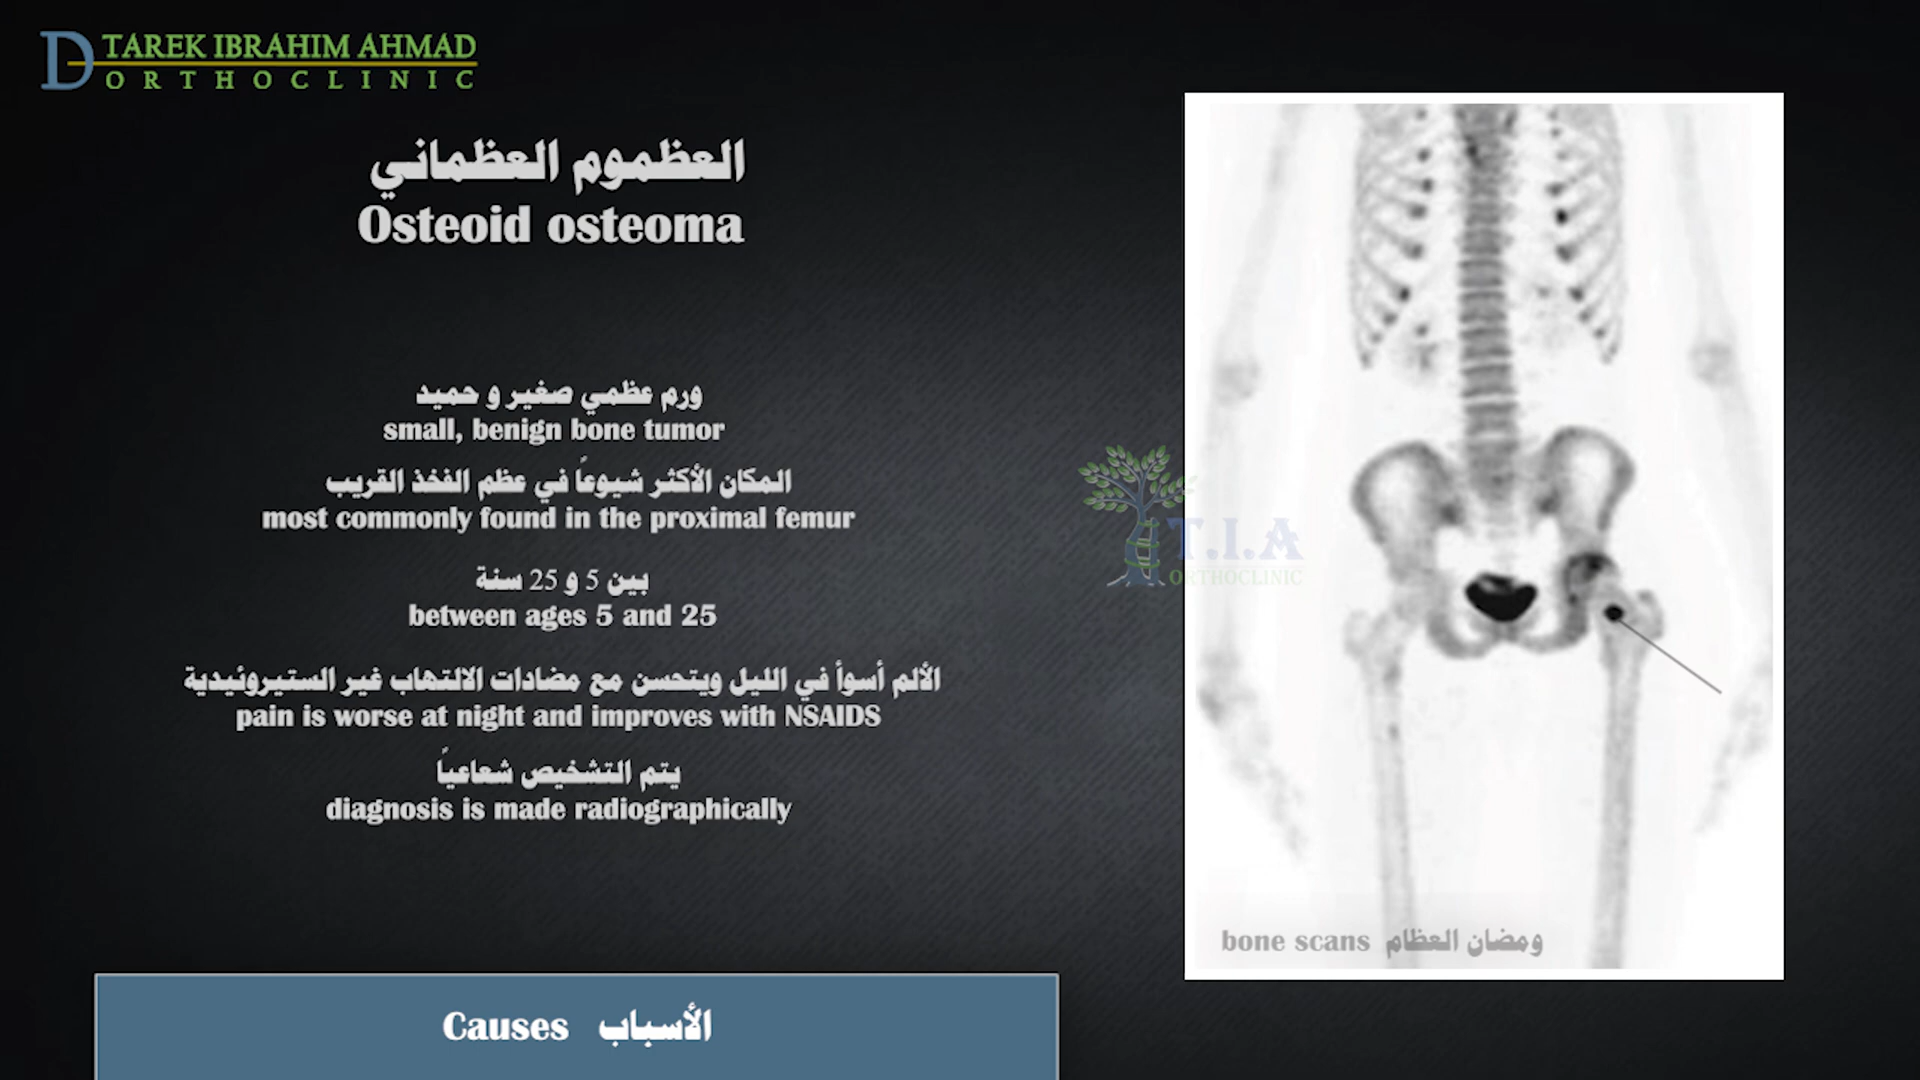 D TAREK IBRAHIM AHMAD
ORTHOCLINIC
العظموم العظماني
Osteoid osteoma
ورم عظمي صغير و حميد
small, benign bone tumor
المكان الأكثر شيوعاً في عظم الفخذ القريب
most commonly found in the proximal femur
بين 5 و 25 سنة
between ages 5 and 25
الألم أسوأ في الليل ويتحسن مع مضادات الالتهاب غير الستيروئيدية
pain is worse at night and improves with NSAIDS
يتم التشخيص شعاعياً
diagnosis is made radiographically
T.I.A
ORTHOCLINIC
bone scans ومضان العظام
Causes الأسباب